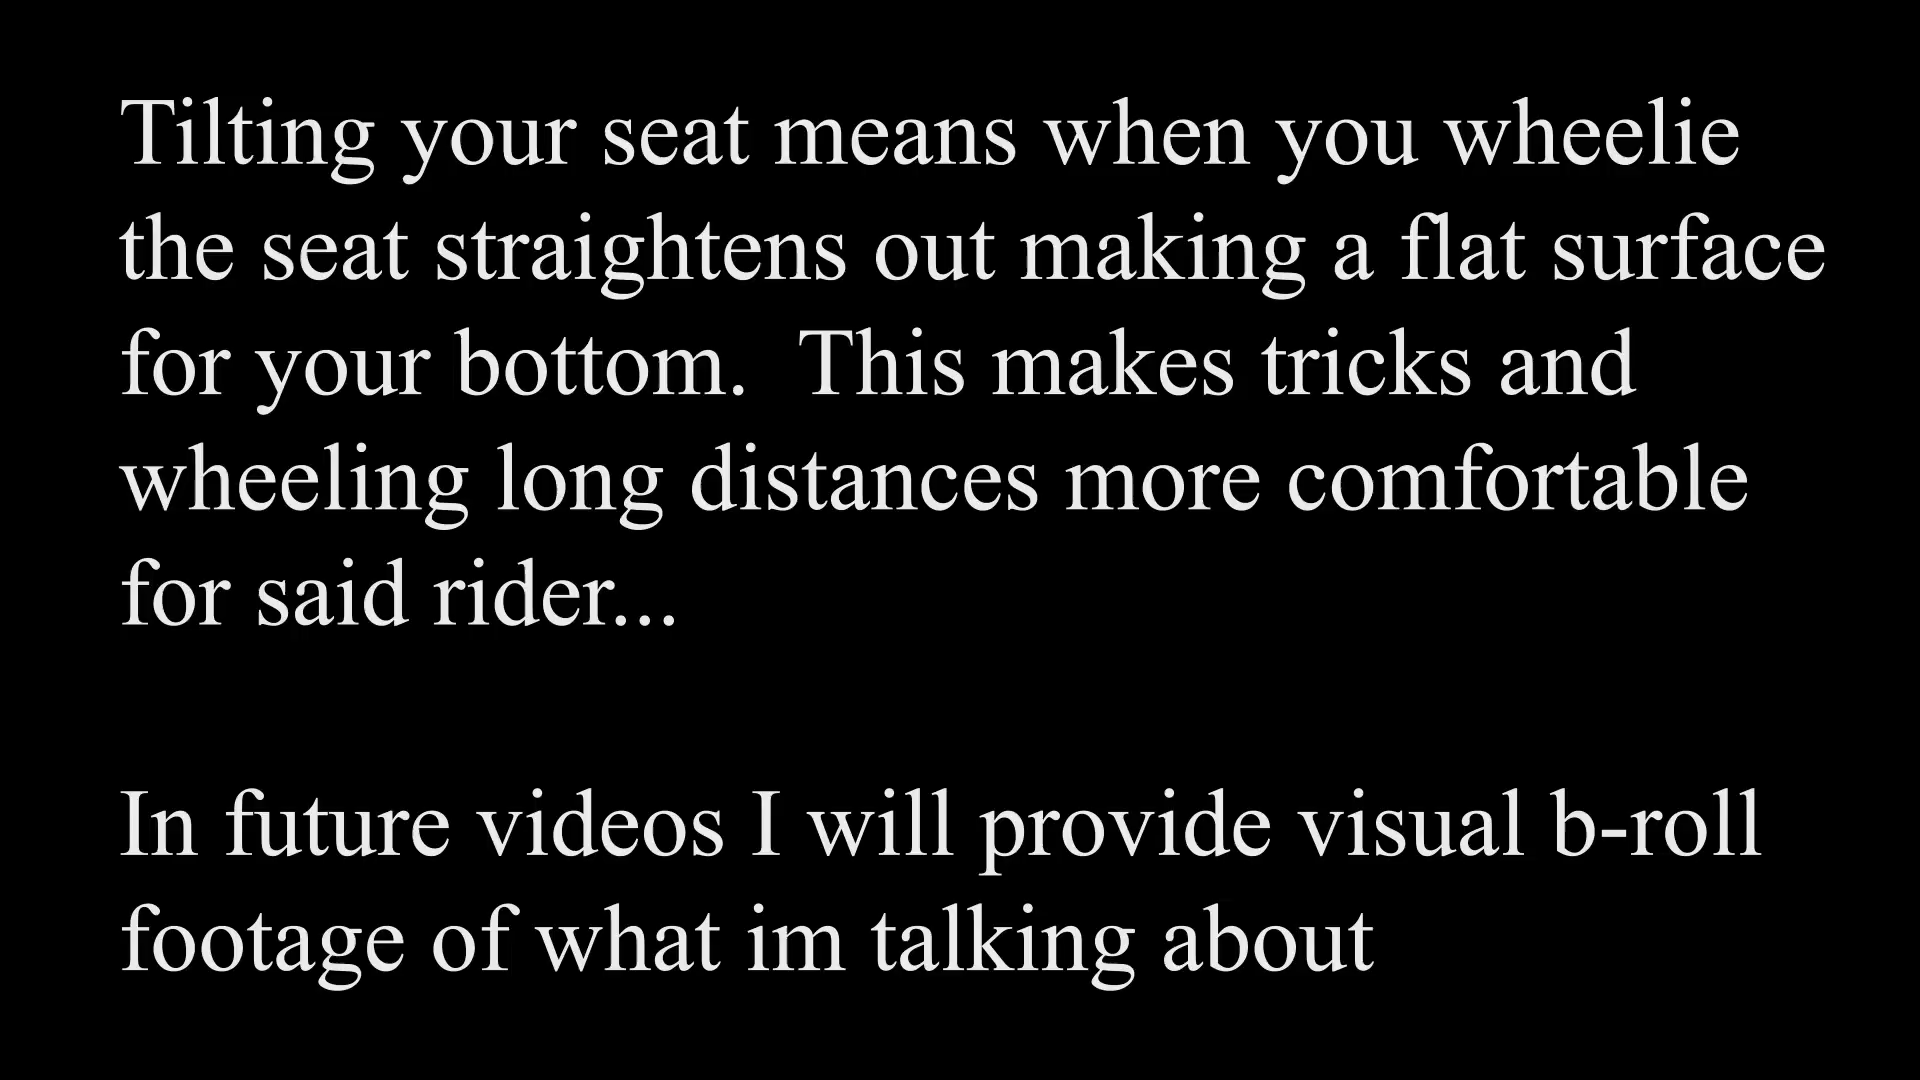 Tilting your seat means when you wheelie
the seat straightens out making a flat surface
for your bottom.  This makes tricks and
wheeling long distances more comfortable
for said rider...
In future videos I will provide visual b-roll
footage of what im talking about